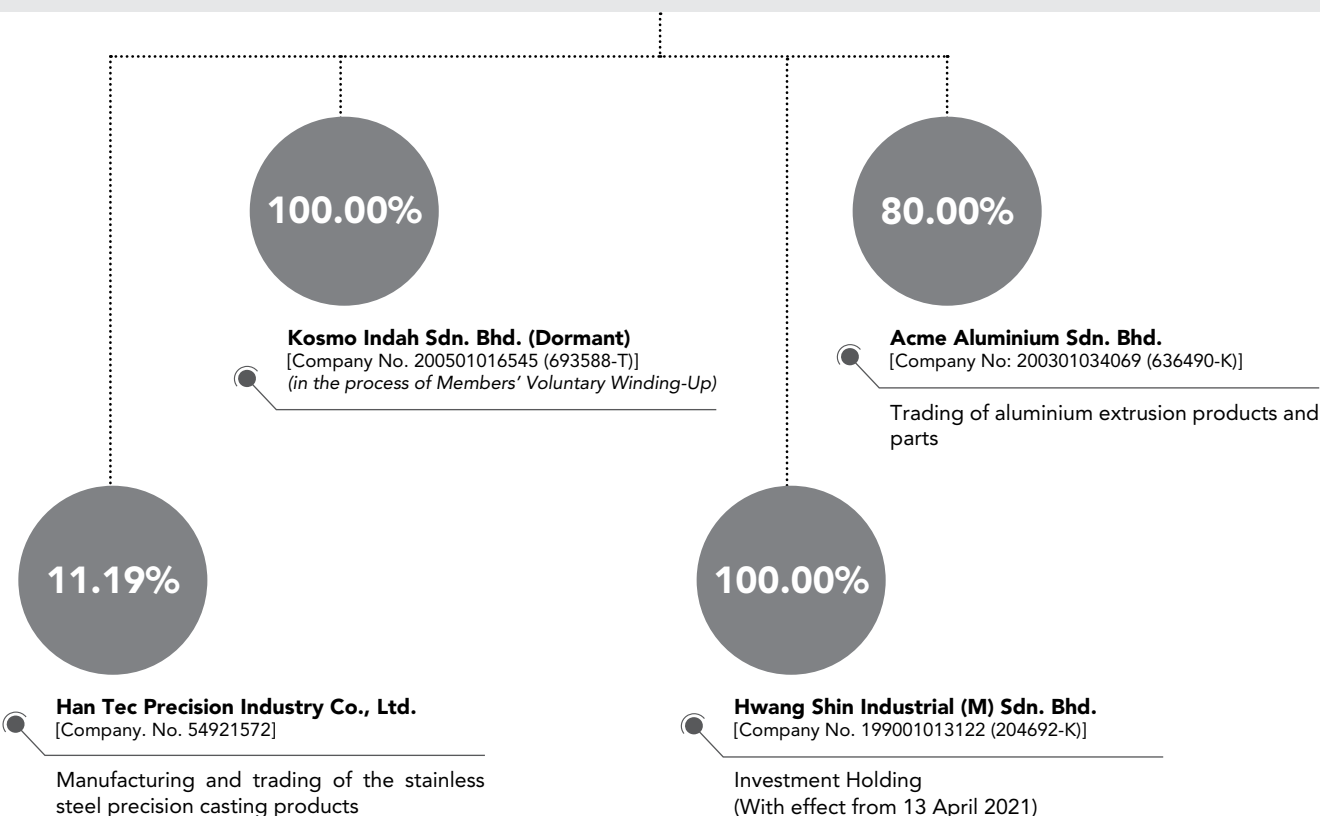 100.00%
Kosmo Indah Sdn. Bhd. (Dormant)
[Company No. 200501016545 (693588-T)]
(in the process of Members’ Voluntary Winding-Up)
80.00%
Acme Aluminium Sdn. Bhd.
[Company No: 200301034069 (636490-K)]
Trading of aluminium extrusion products and
parts
11.19%
Han Tec Precision Industry Co., Ltd.
[Company. No. 54921572]
Manufacturing and trading of the stainless
steel precision casting products
100.00%
Hwang Shin Industrial (M) Sdn. Bhd.
[Company No. 199001013122 (204692-K)]
Investment Holding
(With effect from 13 April 2021)